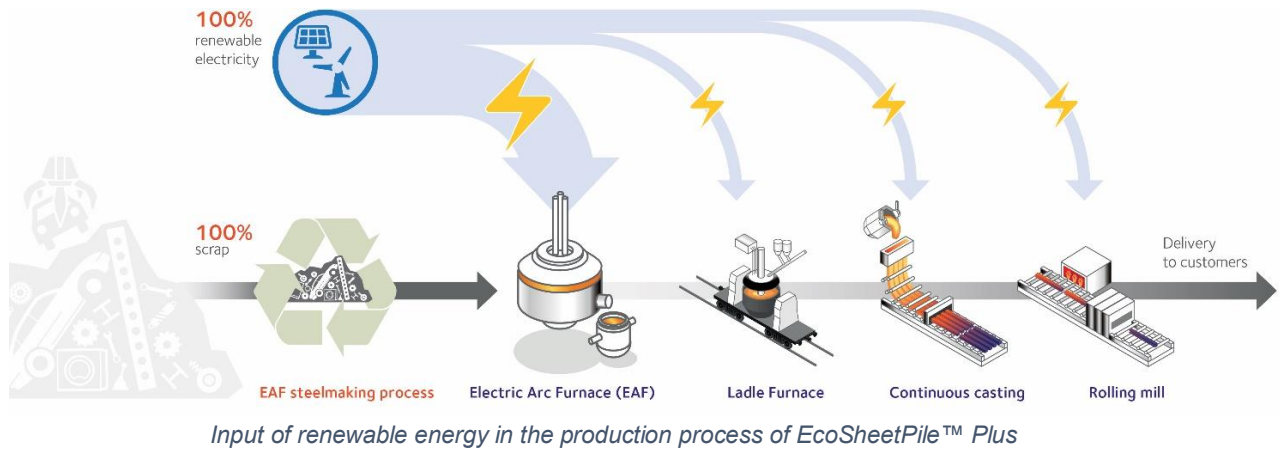 100%
renewable
electricity
100%
scrap
Delivery
to customers
EAF steelmaking process
Electric Arc Furnace (EAF)
Ladle Furnace
Continuous casting
Rolling mill
Input of renewable energy in the production process of EcoSheetPile™ Plus